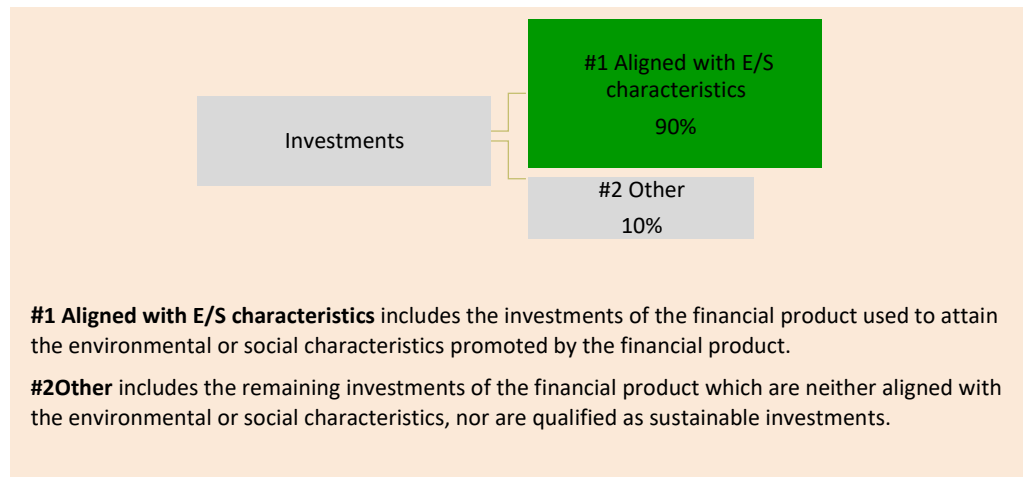 #1 Aligned with E/S
characteristics
90%
Investments
#2 Other
10%
#1 Aligned with E/S characteristics includes the investments of the financial product used to attain
the environmental or social characteristics promoted by the financial product.
#2Other includes the remaining investments of the financial product which are neither aligned with
the environmental or social characteristics, nor are qualified as sustainable investments.